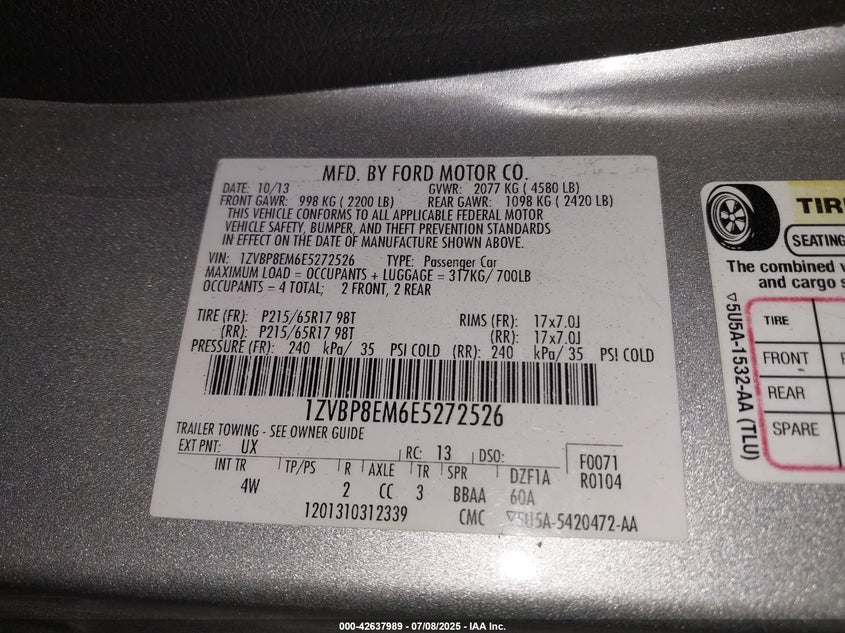 MFD. BY FORD MOTOR CO.
DATE: 10/13 GVWR: 2077 KG ( 4580 LB)
FRONT GAWR: 998 KG ( 2200 LB) REAR GAWR: 1098 KG ( 2420 LB)
THIS VEHICLE CONFORMS TO ALL APPLICABLE FEDERAL MOTOR
VEHICLE SAFETY, BUMPER, AND THEFT PREVENTION STANDARDS
IN EFFECT ON THE DATE OF MANUFACTURE SHOWN ABOVE.
VIN: 1ZVBP8EM6E5272526 TYPE: Passenger Car
MAXIMUM LOAD = OCCUPANTS + LUGGAGE = 317KG/ 700LB
OCCUPANTS = 4 TOTAL; 2 FRONT, 2 REAR
TIRE (FR): P215/65R17 98T RIMS (FR): 17x7.0J
(RR): P215/65R17 98T (RR): 17x7.0J
PRESSURE (FR): 240 kPa/ 35 PSI COLD (RR): 240 kPa/ 35 PSI COLD
1ZVBP8EM6E5272526
TRAILER TOWING - SEE OWNER GUIDE
EXT PNT: UX RC: 13 DSO: F0071
INT TR TP/PS R AXLE TR SPR DZF1A R0104
4W 2 CC 3 BBAA 60A
1201310312339 CMC ▽5U5A-5420472-AA
TIR
SEATING
The combined
and cargo s
TIRE
FRONT
REAR
SPARE
▽5U5A-1532-AA (TLU)
000-42637989 - 07/08/2025 - IAA Inc.